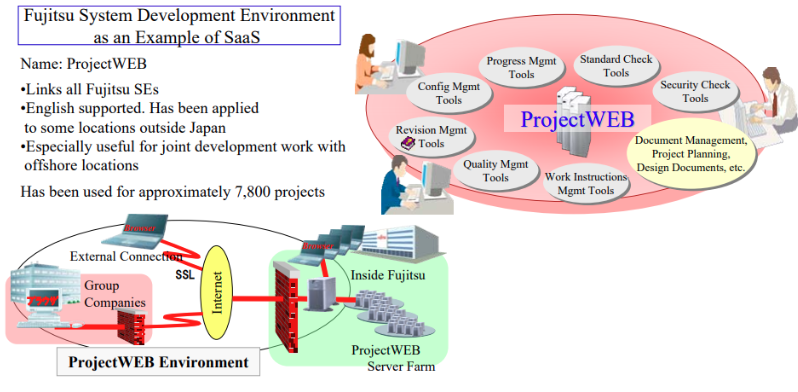 Fujitsu System Development Environment
as an Example of SaaS
Name: ProjectWEB
•Links all Fujitsu SEs
•English supported. Has been applied
to some locations outside Japan
•Especially useful for joint development work with
offshore locations
Has been used for approximately 7,800 projects
Progress Mgmt
Tools
Standard Check
Tools
Config Mgmt
Tools
Security Check
Tools
ProjectWEB
Revision Mgmt
Tools
Document Management,
Project Planning,
Design Documents, etc.
Quality Mgmt
Tools
Work Instructions
Mgmt Tools
External Connection
SSL
Internet
Inside Fujitsu
Group
Companies
ProjectWEB
Server Farm
ProjectWEB Environment